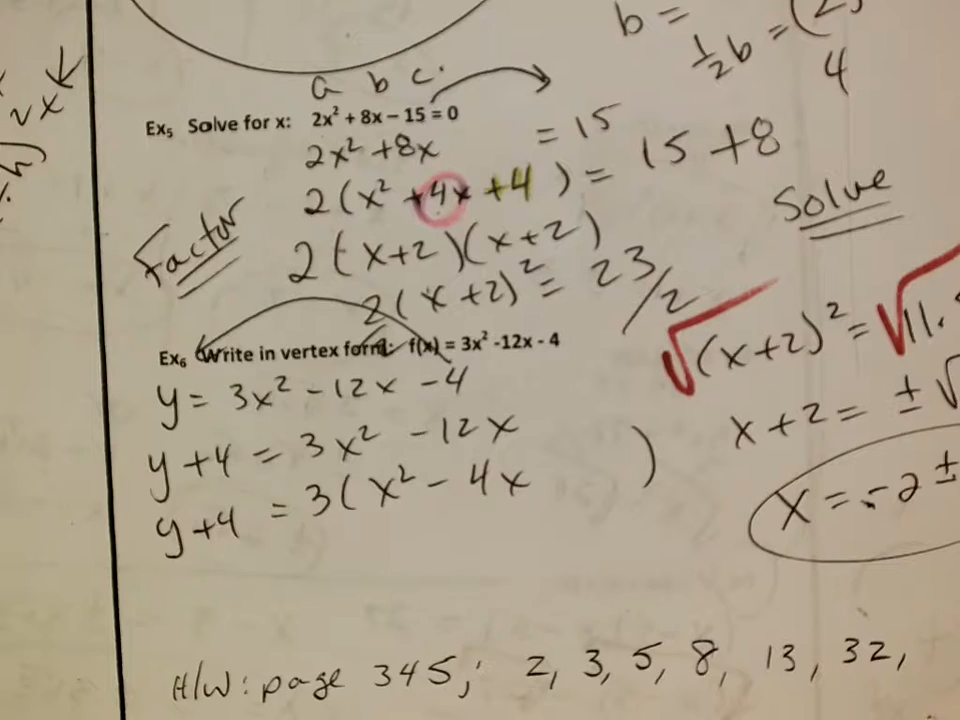 b =
½b = (2)
4
2x
a b c.
Ex5 Solve for x: 2x² + 8x – 15 = 0
2x² +8x = 15
2(x² +4x +4 ) = 15 +8
Factor
2(x+2)(x+2)
Solve
2(x+2)² = 23/2
√(x+2)² = √11.
x+2 = ±√
x = -2 ±
Ex6 Write in vertex form: f(x) = 3x² -12x - 4
y = 3x² -12x -4
y+4 = 3x² -12x
y+4 = 3(x² - 4x )
H/W: page 345; 2, 3, 5, 8, 13, 32,